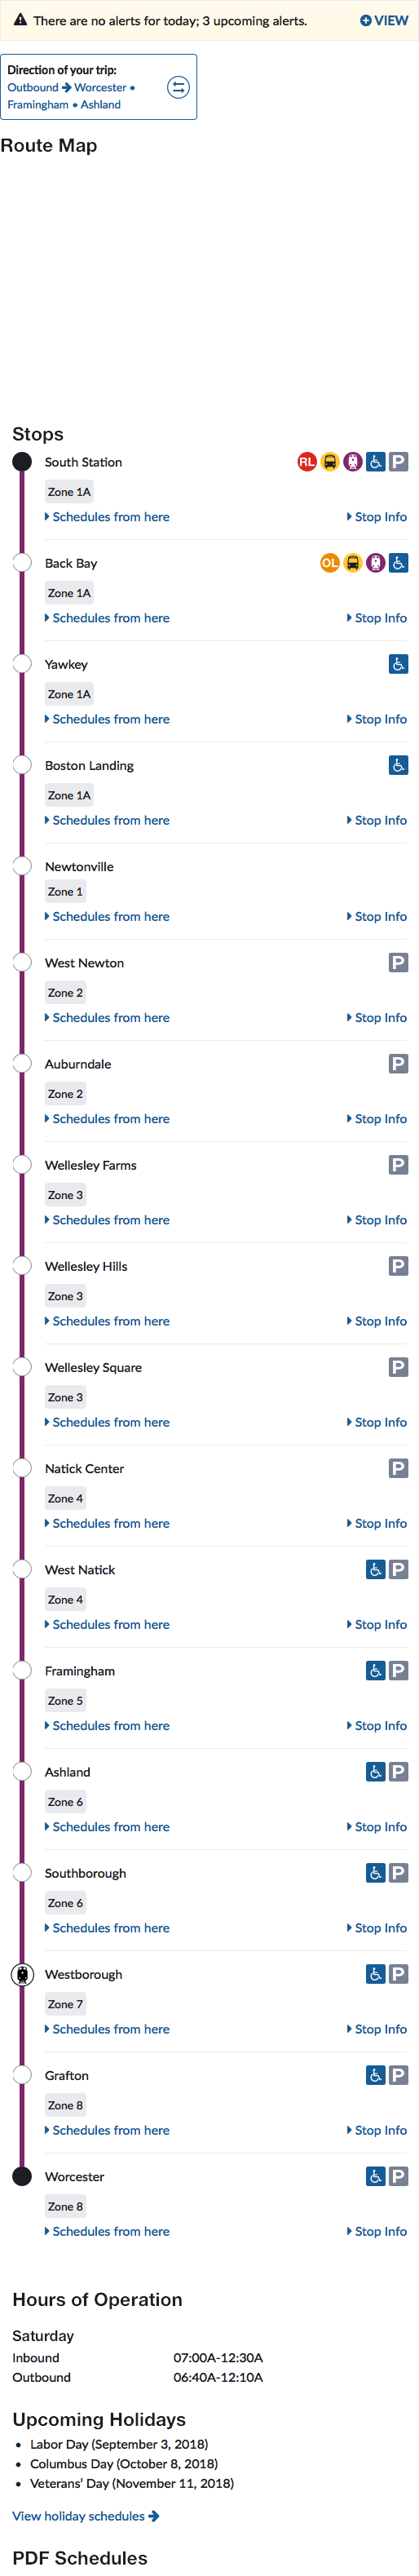 There are no alerts for today; 3 upcoming alerts.
VIEW
Direction of your trip:
Outbound → Worcester •
Framingham • Ashland
Route Map
Stops
South Station
RL
P
Zone 1A
Schedules from here
Stop Info
Back Bay
OL
Zone 1A
Schedules from here
Stop Info
Yawkey
Zone 1A
Schedules from here
Stop Info
Boston Landing
Zone 1A
Schedules from here
Stop Info
Newtonville
Zone 1
Schedules from here
Stop Info
West Newton
P
Zone 2
Schedules from here
Stop Info
Auburndale
P
Zone 2
Schedules from here
Stop Info
Wellesley Farms
P
Zone 3
Schedules from here
Stop Info
Wellesley Hills
P
Zone 3
Schedules from here
Stop Info
Wellesley Square
P
Zone 3
Schedules from here
Stop Info
Natick Center
P
Zone 4
Schedules from here
Stop Info
West Natick
P
Zone 4
Schedules from here
Stop Info
Framingham
P
Zone 5
Schedules from here
Stop Info
Ashland
P
Zone 6
Schedules from here
Stop Info
Southborough
P
Zone 6
Schedules from here
Stop Info
Westborough
P
Zone 7
Schedules from here
Stop Info
Grafton
P
Zone 8
Schedules from here
Stop Info
Worcester
P
Zone 8
Schedules from here
Stop Info
Hours of Operation
Saturday
Inbound 07:00A-12:30A
Outbound 06:40A-12:10A
Upcoming Holidays
• Labor Day (September 3, 2018)
• Columbus Day (October 8, 2018)
• Veterans' Day (November 11, 2018)
View holiday schedules →
PDF Schedules